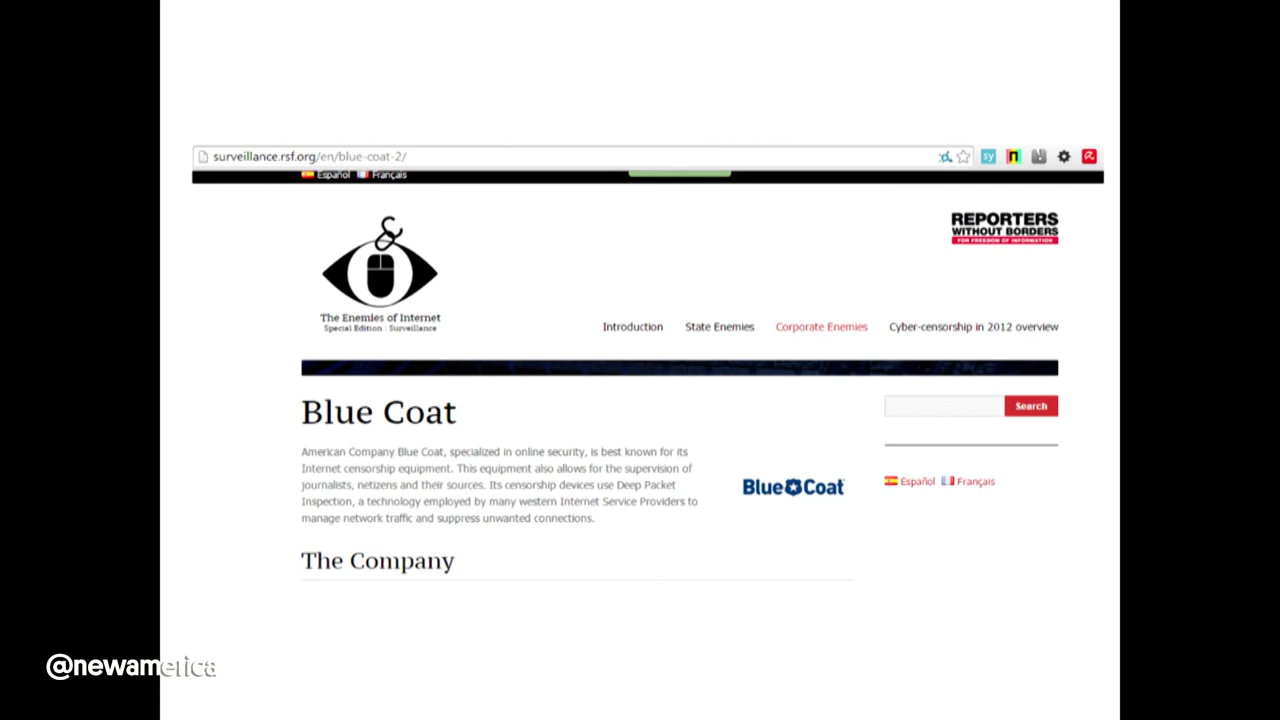 surveillance.rsf.org/en/blue-coat-2/
sy n
Español Français
REPORTERS
WITHOUT BORDERS
FOR FREEDOM OF INFORMATION
The Enemies of Internet
Special Edition : Surveillance
Introduction State Enemies Corporate Enemies Cyber-censorship in 2012 overview
Blue Coat
Search
American Company Blue Coat, specialized in online security, is best known for its
Internet censorship equipment. This equipment also allows for the supervision of
journalists, netizens and their sources. Its censorship devices use Deep Packet
Inspection, a technology employed by many western Internet Service Providers to
manage network traffic and suppress unwanted connections.
Blue Coat
Español Français
The Company
@newamerica